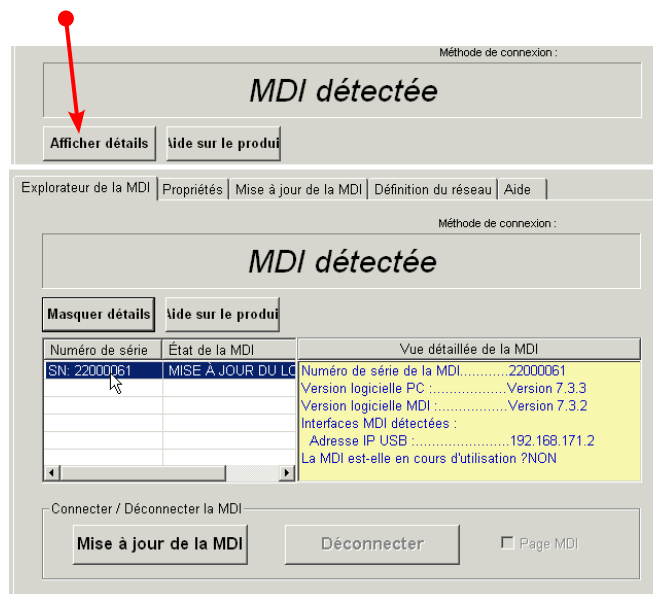 Méthode de connexion :
MDI détectée
Afficher détails
Aide sur le produi
Explorateur de la MDI Propriétés Mise à jour de la MDI Définition du réseau Aide
Méthode de connexion :
MDI détectée
Masquer détails
Aide sur le produi
Numéro de série État de la MDI Vue détaillée de la MDI
SN: 22000061 MISE À JOUR DU LO
Numéro de série de la MDI...........22000061
Version logicielle PC :.................Version 7.3.3
Version logicielle MDI :................Version 7.3.2
Interfaces MDI détectées :
Adresse IP USB :......................192.168.171.2
La MDI est-elle en cours d'utilisation ?NON
Connecter / Déconnecter la MDI
Mise à jour de la MDI Déconnecter Page MDI